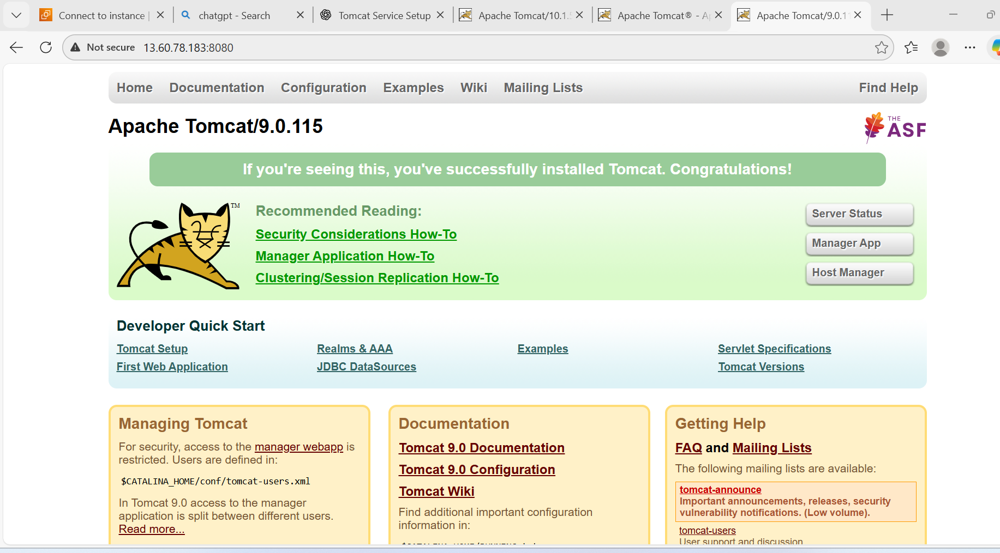 Connect to instance |
chatgpt - Search
Tomcat Service Setup
Apache Tomcat/10.1.5
Apache Tomcat® - Ap
Apache Tomcat/9.0.11
Not secure 13.60.78.183:8080
Home Documentation Configuration Examples Wiki Mailing Lists Find Help
Apache Tomcat/9.0.115
THE
ASF
If you're seeing this, you've successfully installed Tomcat. Congratulations!
TM
Recommended Reading:
Security Considerations How-To
Manager Application How-To
Clustering/Session Replication How-To
Server Status
Manager App
Host Manager
Developer Quick Start
Tomcat Setup
First Web Application
Realms & AAA
JDBC DataSources
Examples
Servlet Specifications
Tomcat Versions
Managing Tomcat
For security, access to the manager webapp is
restricted. Users are defined in:
$CATALINA_HOME/conf/tomcat-users.xml
In Tomcat 9.0 access to the manager
application is split between different users.
Read more...
Documentation
Tomcat 9.0 Documentation
Tomcat 9.0 Configuration
Tomcat Wiki
Find additional important configuration
information in:
Getting Help
FAQ and Mailing Lists
The following mailing lists are available:
tomcat-announce
Important announcements, releases, security
vulnerability notifications. (Low volume).
tomcat-users
User support and discussion